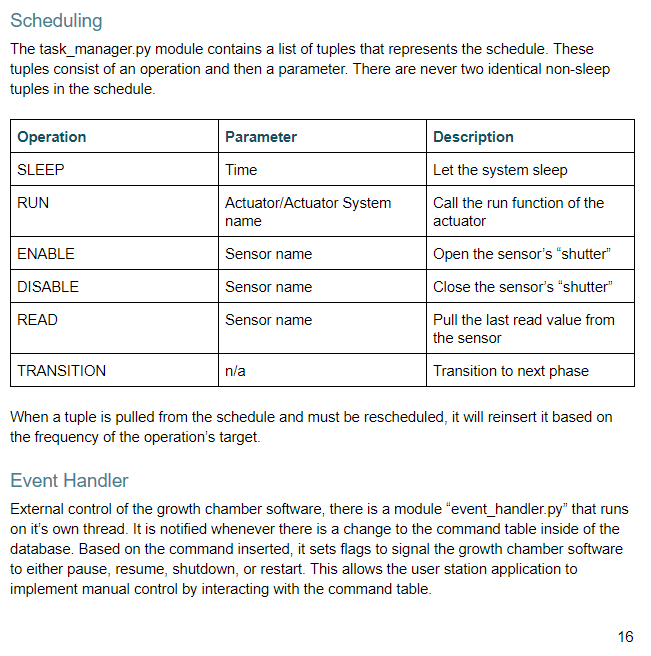 Scheduling
The task_manager.py module contains a list of tuples that represents the schedule. These
tuples consist of an operation and then a parameter. There are never two identical non-sleep
tuples in the schedule.
Operation Parameter Description
SLEEP Time Let the system sleep
RUN Actuator/Actuator System Call the run function of the
name actuator
ENABLE Sensor name Open the sensor's “shutter”
DISABLE Sensor name Close the sensor's “shutter”
READ Sensor name Pull the last read value from
the sensor
TRANSITION n/a Transition to next phase
When a tuple is pulled from the schedule and must be rescheduled, it will reinsert it based on
the frequency of the operation's target.
Event Handler
External control of the growth chamber software, there is a module “event_handler.py” that runs
on it's own thread. It is notified whenever there is a change to the command table inside of the
database. Based on the command inserted, it sets flags to signal the growth chamber software
to either pause, resume, shutdown, or restart. This allows the user station application to
implement manual control by interacting with the command table.
16